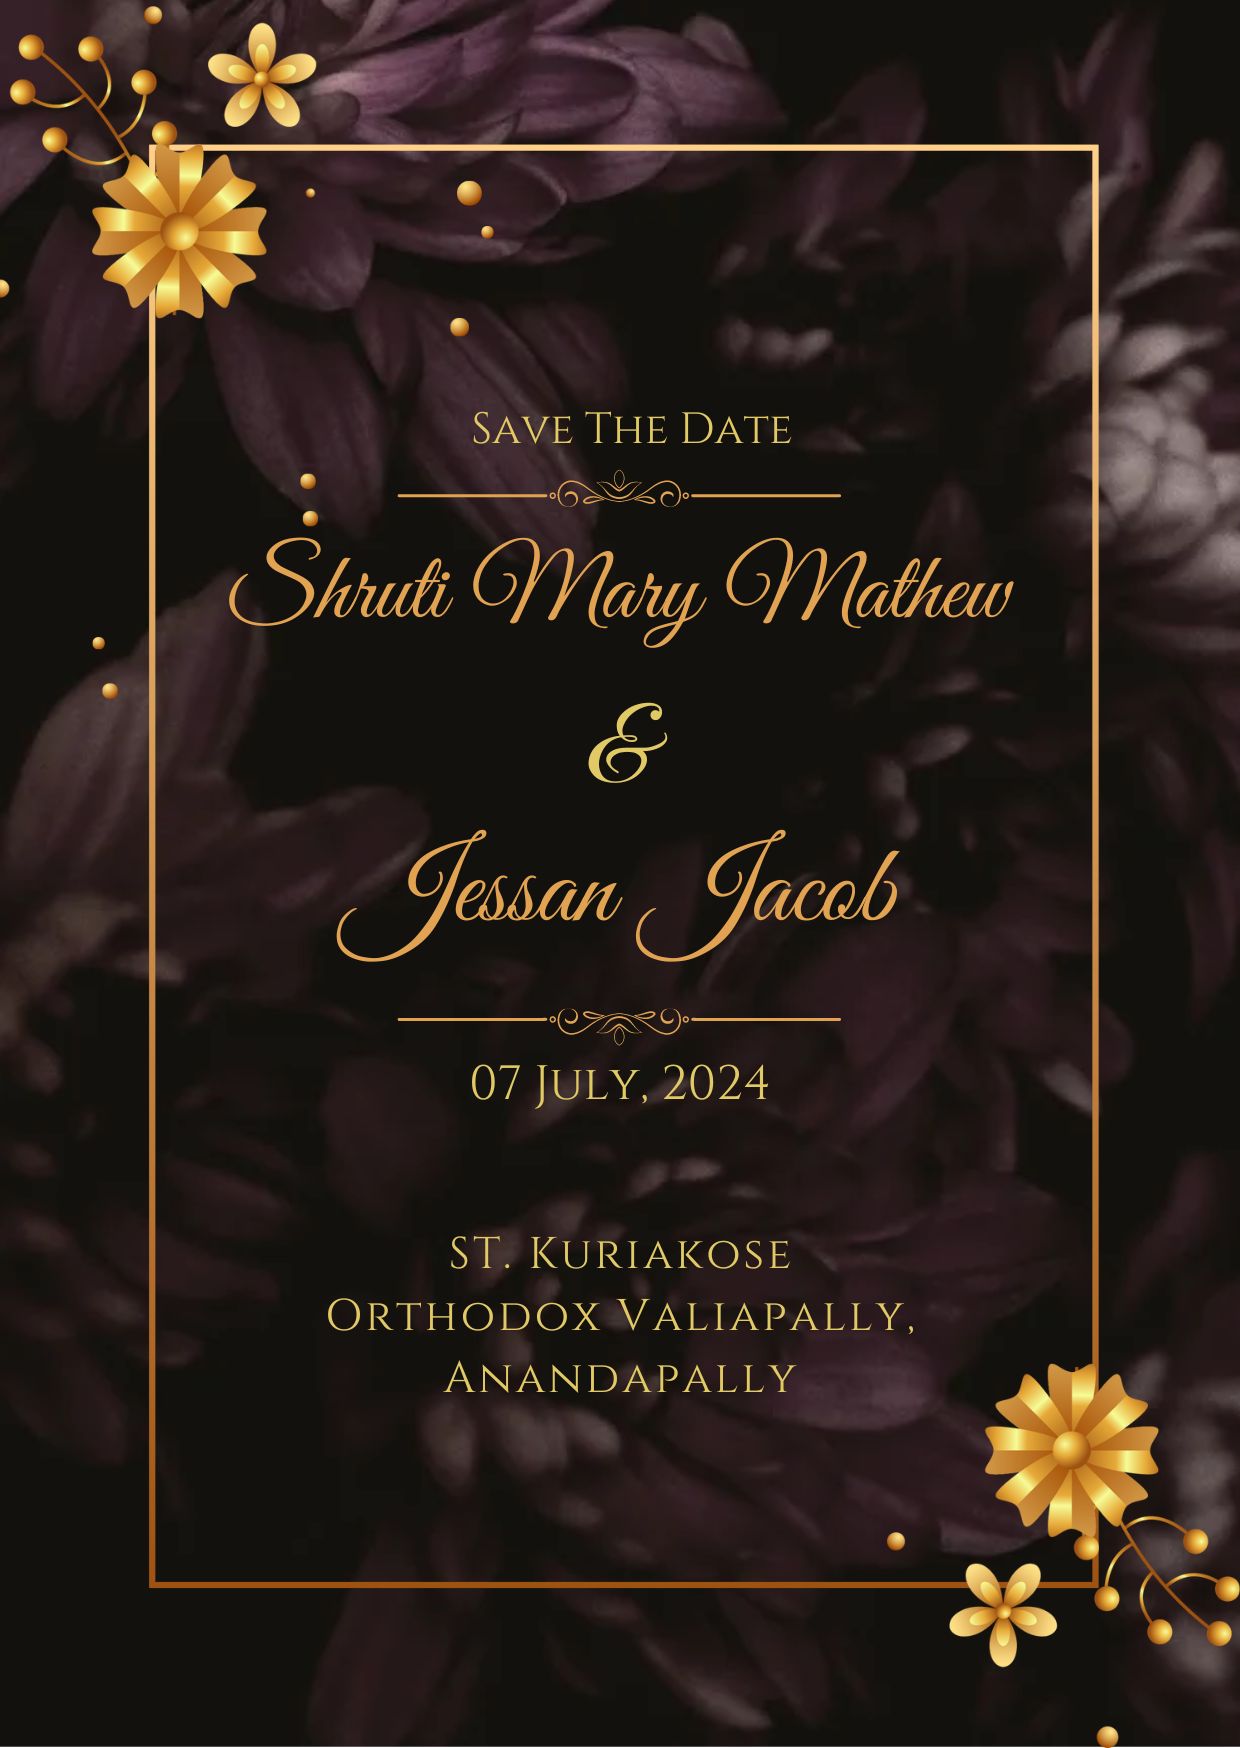 Save The Date
Shruti Mary Mathew
&
Jessan Jacob
07 July, 2024
ST. Kuriakose
Orthodox Valiapally,
Anandapally